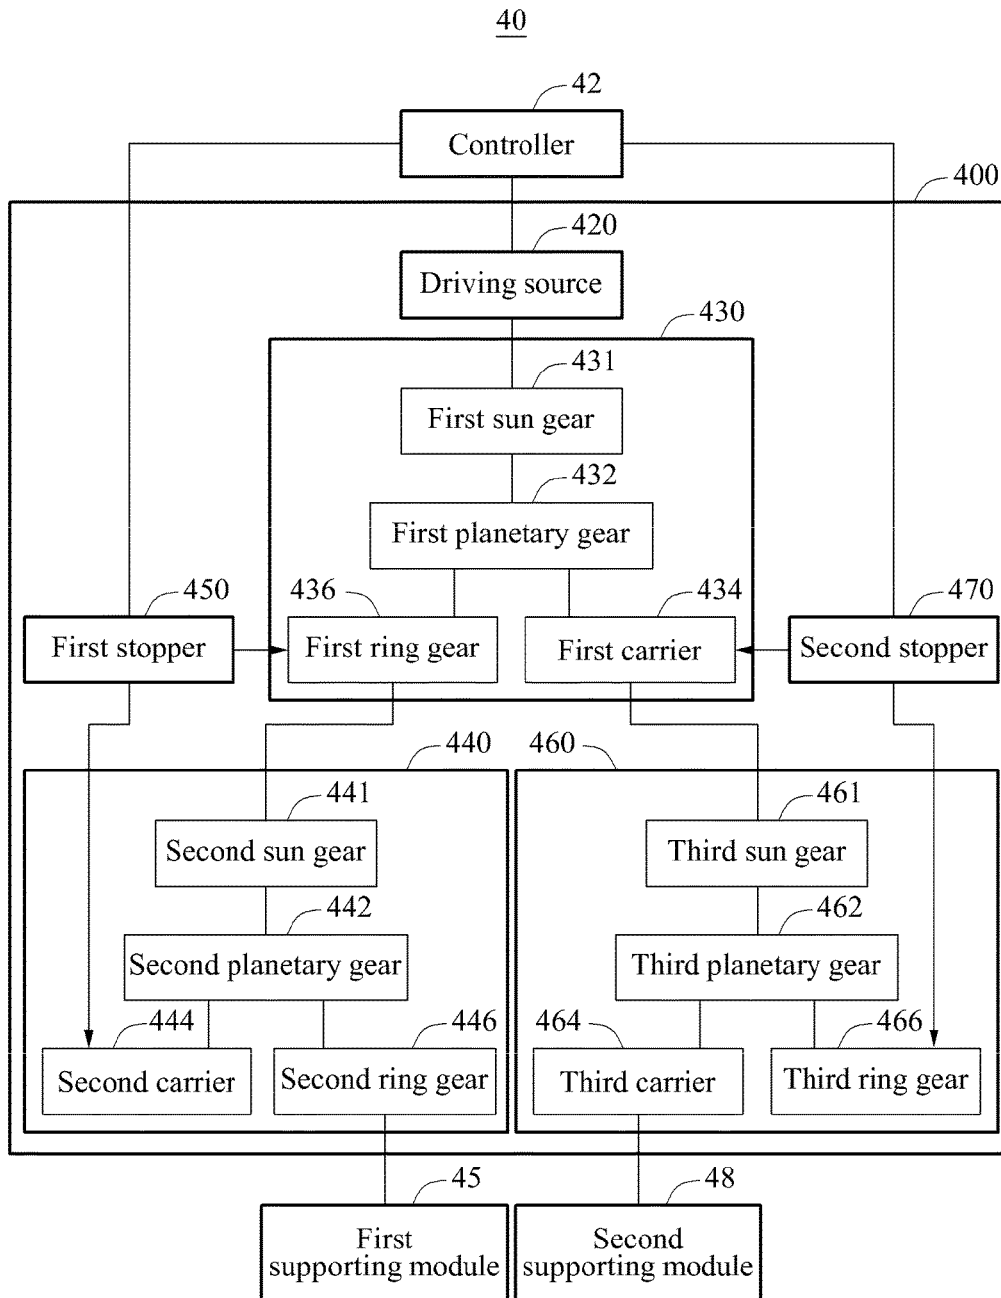 40
42
Controller
400
420
Driving source
430
431
First sun gear
432
First planetary gear
450
436
434
470
First stopper
First ring gear
First carrier
Second stopper
440
460
441
461
Second sun gear
Third sun gear
442
462
Second planetary gear
Third planetary gear
444
446
464
466
Second carrier
Second ring gear
Third carrier
Third ring gear
45
48
First
supporting module
Second
supporting module